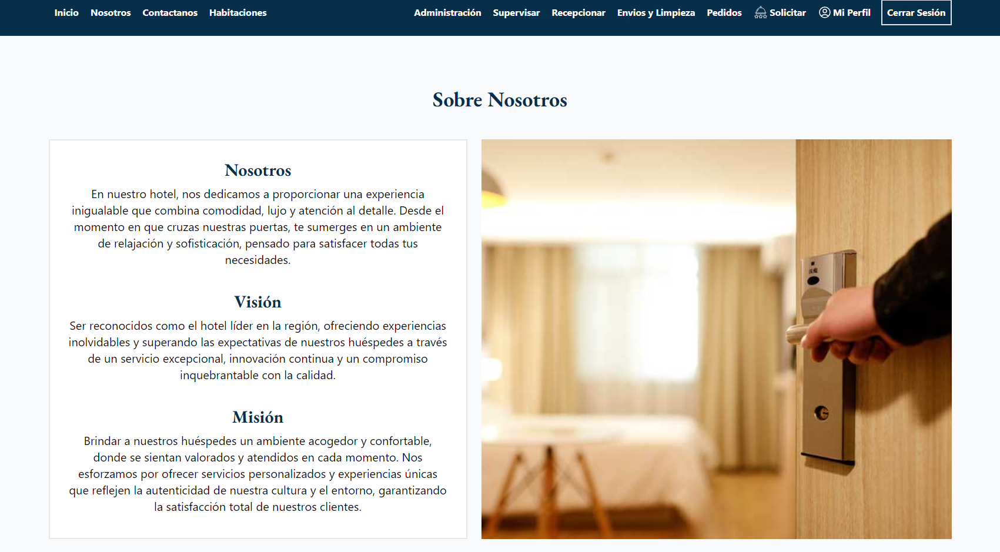 Inicio Nosotros Contactanos Habitaciones Administración Supervisar Recepcionar Envios y Limpieza Pedidos Solicitar Mi Perfil Cerrar Sesión
Sobre Nosotros
Nosotros
En nuestro hotel, nos dedicamos a proporcionar una experiencia
inigualable que combina comodidad, lujo y atención al detalle. Desde el
momento en que cruzas nuestras puertas, te sumerges en un ambiente
de relajación y sofisticación, pensado para satisfacer todas tus
necesidades.
Visión
Ser reconocidos como el hotel líder en la región, ofreciendo experiencias
inolvidables y superando las expectativas de nuestros huéspedes a través
de un servicio excepcional, innovación continua y un compromiso
inquebrantable con la calidad.
Misión
Brindar a nuestros huéspedes un ambiente acogedor y confortable,
donde se sientan valorados y atendidos en cada momento. Nos
esforzamos por ofrecer servicios personalizados y experiencias únicas
que reflejen la autenticidad de nuestra cultura y el entorno, garantizando
la satisfacción total de nuestros clientes.